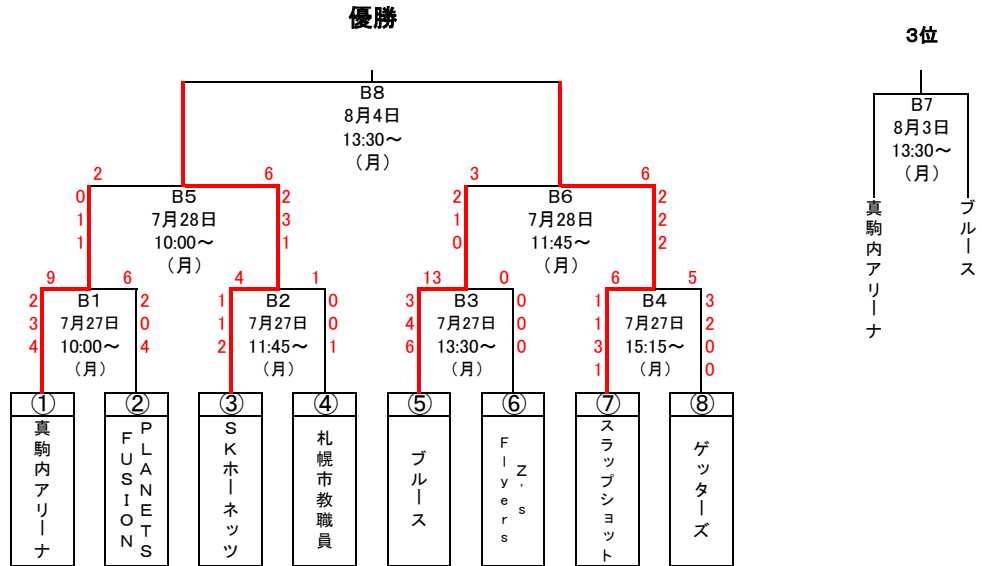 優勝
3位
B8
8月4日
13:30～
（月）
B7
8月3日
13:30～
（月）
真駒内アリーナ
ブルース
2
6
3
6
0
1
1
B5
7月28日
10:00～
（月）
2
3
1
2
1
0
B6
7月28日
11:45～
（月）
2
2
2
9
6
4
1
13
0
6
5
2
3
4
B1
7月27日
10:00～
（月）
2
0
4
1
1
2
B2
7月27日
11:45～
（月）
0
0
1
3
4
6
B3
7月27日
13:30～
（月）
0
0
0
1
1
3
1
B4
7月27日
15:15～
（月）
3
2
0
0
①
②
③
④
⑤
⑥
⑦
⑧
真駒内アリーナ
PLANETS
FUSION
SKホーネッツ
札幌市教職員
ブルース
Z's
Flyers
スラップショット
ゲッターズ